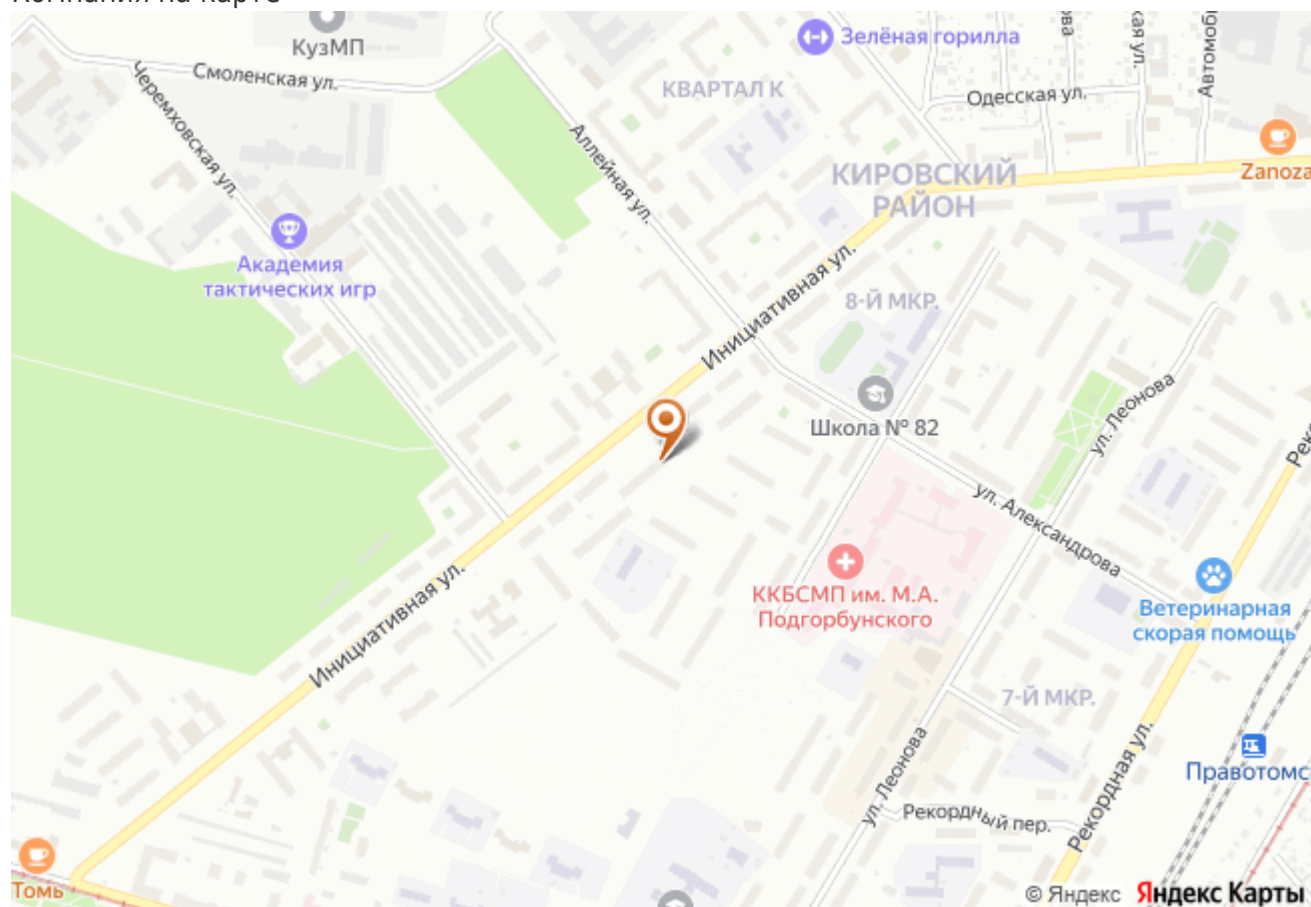 КузМП
Смоленская ул.
Зелёная горилла
КВАРТАЛ К
Одесская ул.
Черемховская ул.
Аллейная ул.
КИРОВСКИЙ
РАЙОН
Zanoza
Академия
тактических игр
Инициативная ул.
8-Й МКР.
Школа № 82
ул. Леонова
ул. Александрова
ККБСМП им. М.А.
Подгорбунского
Ветеринарная
скорая помощь
Инициативная ул.
7-Й МКР.
ул. Леонова
Рекордная ул.
Правотомс
Рекордный пер.
Томь
© Яндекс Яндекс Карты